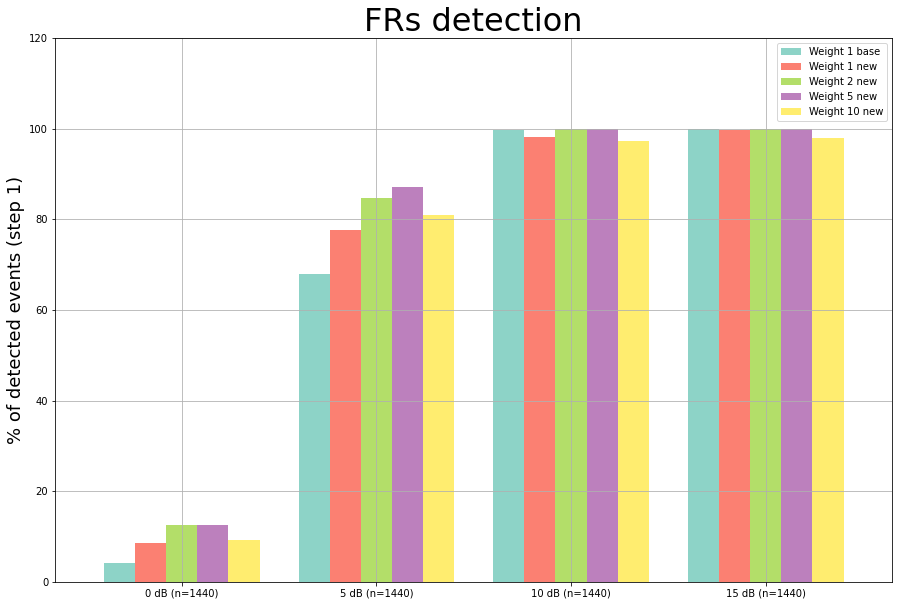 FRs detection
% of detected events (step 1)
120
100
80
60
40
20
0
Weight 1 base
Weight 1 new
Weight 2 new
Weight 5 new
Weight 10 new
0 dB (n=1440)
5 dB (n=1440)
10 dB (n=1440)
15 dB (n=1440)